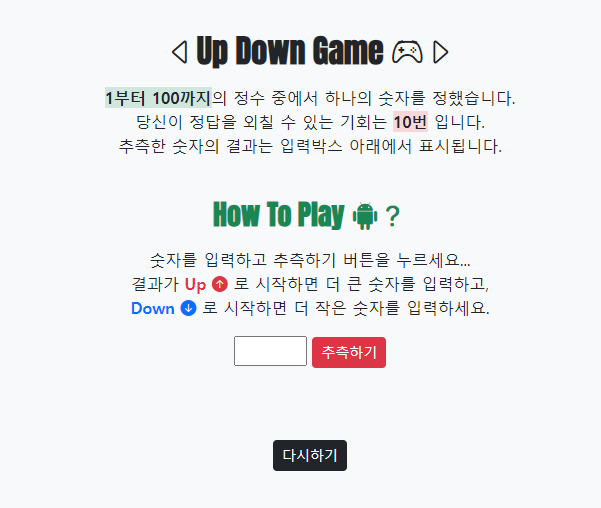 Up Down Game
1부터 100까지의 정수 중에서 하나의 숫자를 정했습니다.
당신이 정답을 외칠 수 있는 기회는 10번 입니다.
추측한 숫자의 결과는 입력박스 아래에서 표시됩니다.
How To Play ?
숫자를 입력하고 추측하기 버튼을 누르세요...
결과가 Up 로 시작하면 더 큰 숫자를 입력하고,
Down 로 시작하면 더 작은 숫자를 입력하세요.
추측하기
다시하기